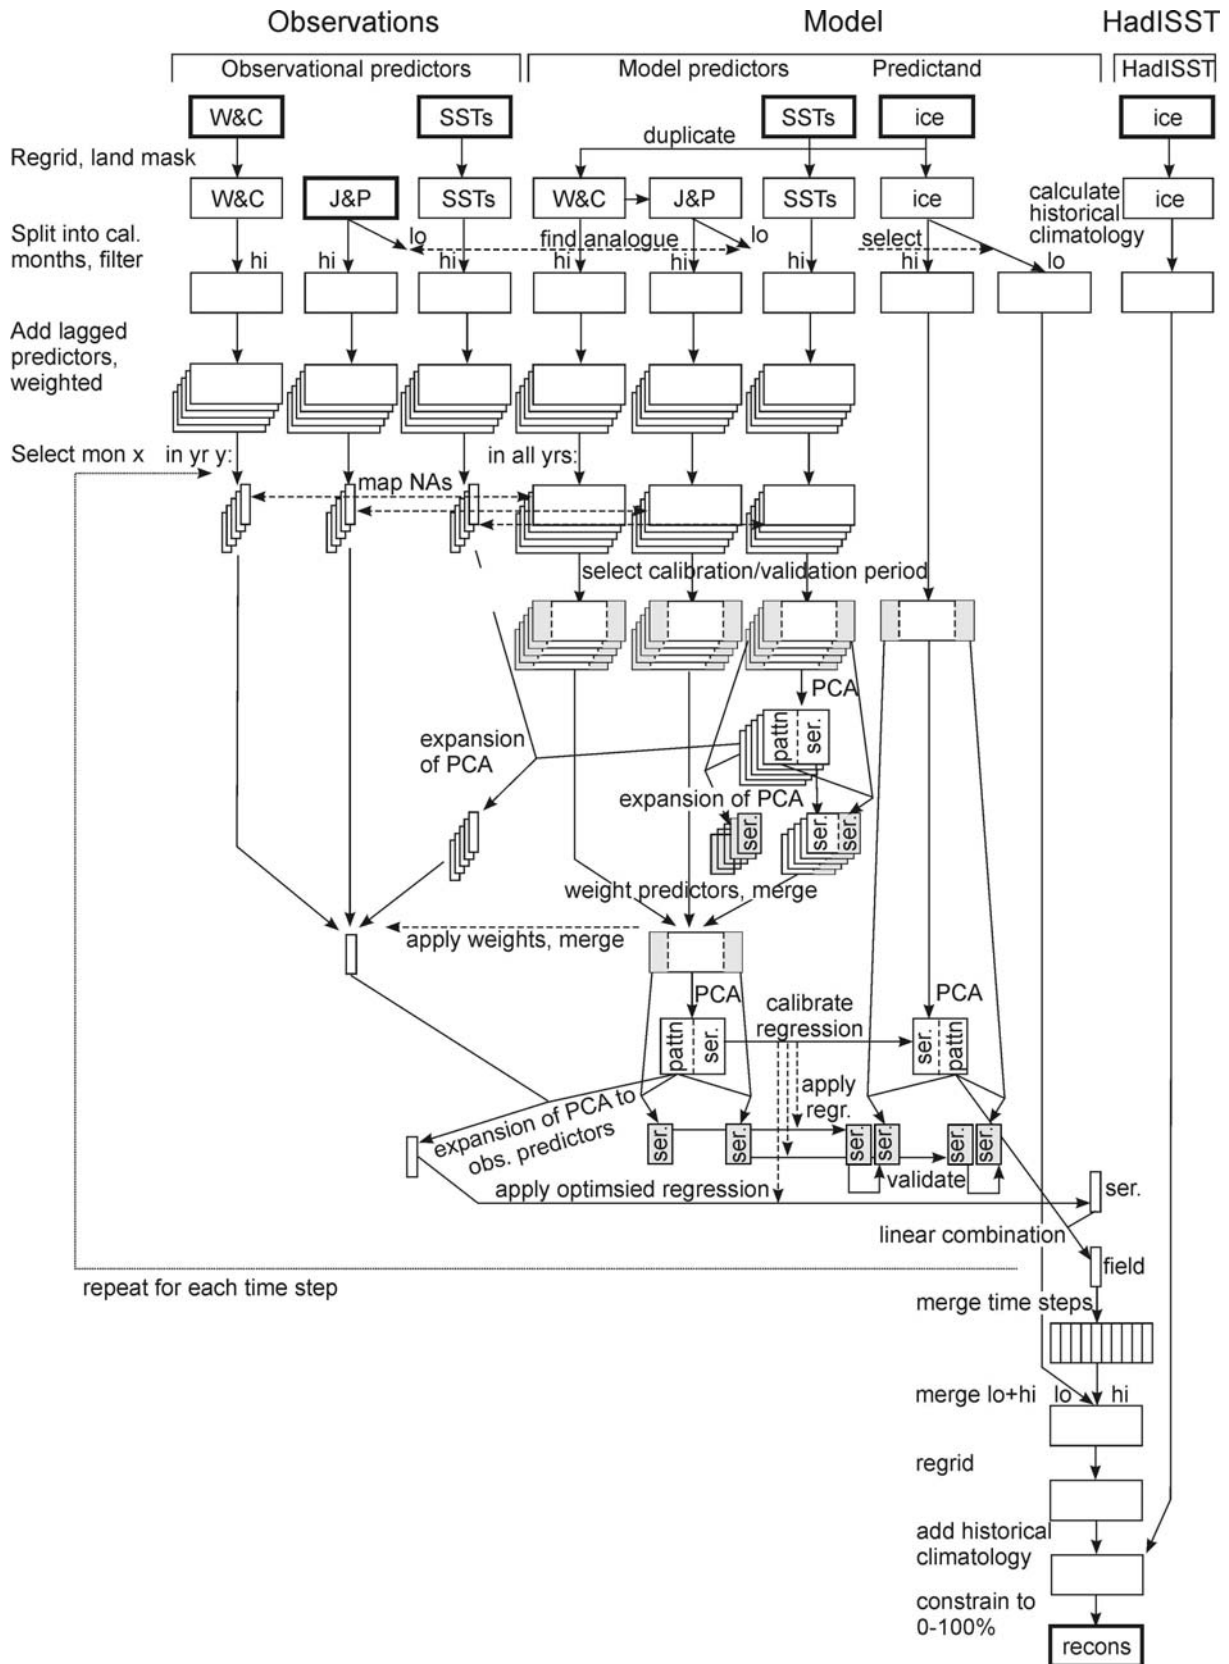 Observations Model HadISST
Observational predictors Model predictors Predictand HadISST
W&C SSTs SSTs ice ice
duplicate
Regrid, land mask
W&C J&P SSTs W&C J&P SSTs ice ice
calculate
historical
climatology
Split into cal.
months, filter
lo find analogue lo select
hi hi hi hi hi hi hi lo
Add lagged
predictors,
weighted
Select mon x in yr y: in all yrs:
map NAs
select calibration/validation period
PCA
pattn ser.
expansion
of PCA
expansion of PCA
ser. ser. ser.
weight predictors, merge
apply weights, merge
PCA PCA
calibrate
regression
pattn ser. ser. pattn
apply
regr.
expansion of PCA to
obs. predictors
ser. ser. ser. ser. ser. ser.
validate
apply optimsied regression
ser.
linear combination
field
repeat for each time step
merge time steps
merge lo+hi lo hi
regrid
add historical
climatology
constrain to
0-100%
recons